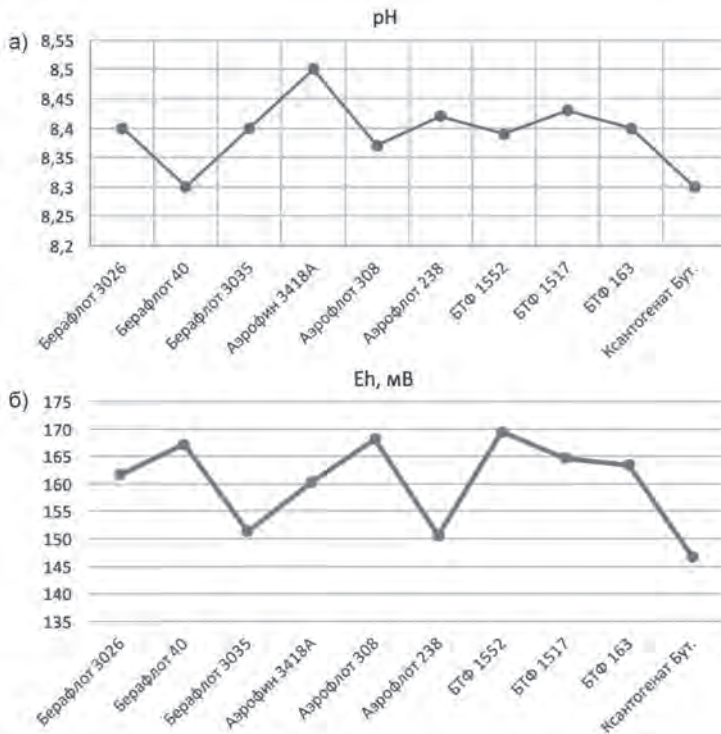 pH
а)
8,55
8,5
8,45
8,4
8,35
8,3
8,25
8,2
Берафлот 3026
Берафлот 40
Берафлот 3035
Аэрофин 3418А
Аэрофлот 308
Аэрофлот 238
БТФ 1552
БТФ 1517
БТФ 163
Ксантогенат Бут.
Eh, мВ
б)
175
170
165
160
155
150
145
140
135
Берафлот 3026
Берафлот 40
Берафлот 3035
Аэрофин 3418А
Аэрофлот 308
Аэрофлот 238
БТФ 1552
БТФ 1517
БТФ 163
Ксантогенат Бут.